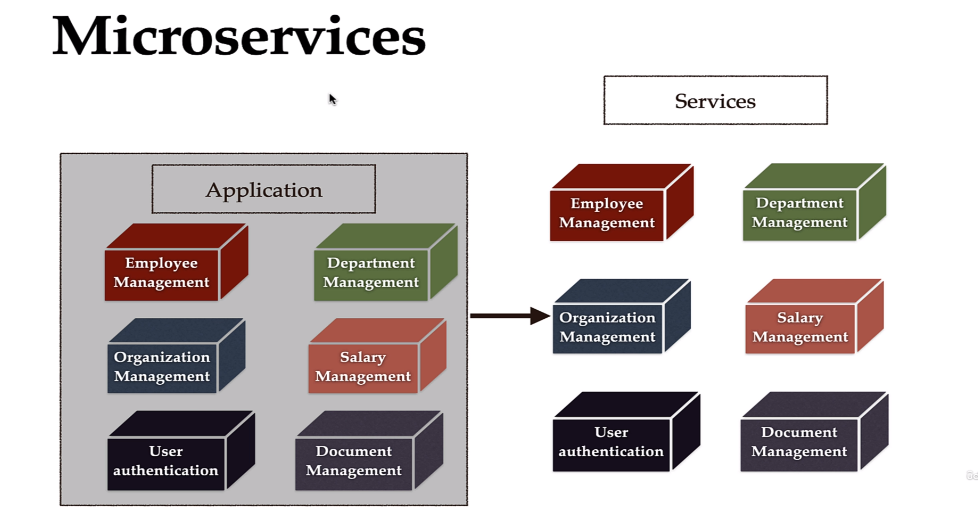 Microservices
Services
Application
Employee
Management
Department
Management
Organization
Management
Salary
Management
User
authentication
Document
Management
Employee
Management
Department
Management
Organization
Management
Salary
Management
User
authentication
Document
Management